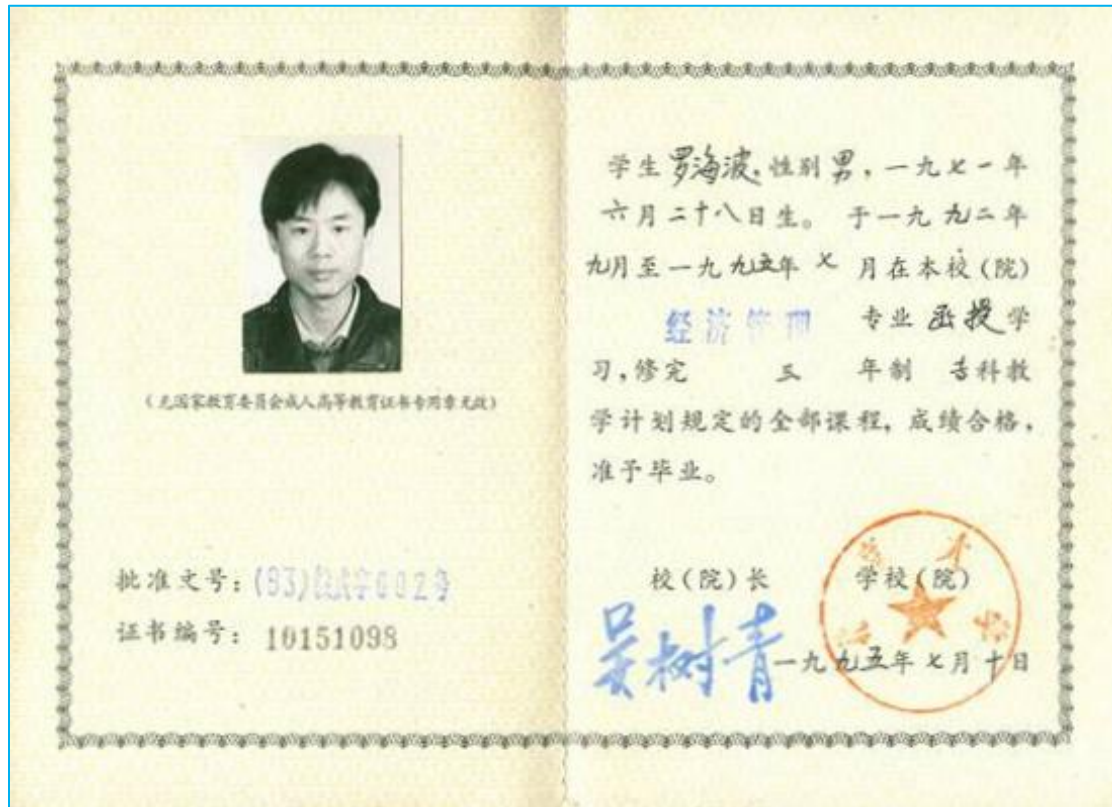 (无国家教育委员会成人高等教育证书专用章无效)
批准文号：(93)
002号
证书编号： 10151098
学生罗海波，性别男，一九七一年
六月二十八日生。 于一九九二年
九月至一九九五年 七 月在本校(院)
经济管理 专业 函授学
习，修完 三 年制 专科教
学计划规定的全部课程，成绩合格，
准予毕业。
校(院)长 学校(院)
吴树青
一九九五年七月十日